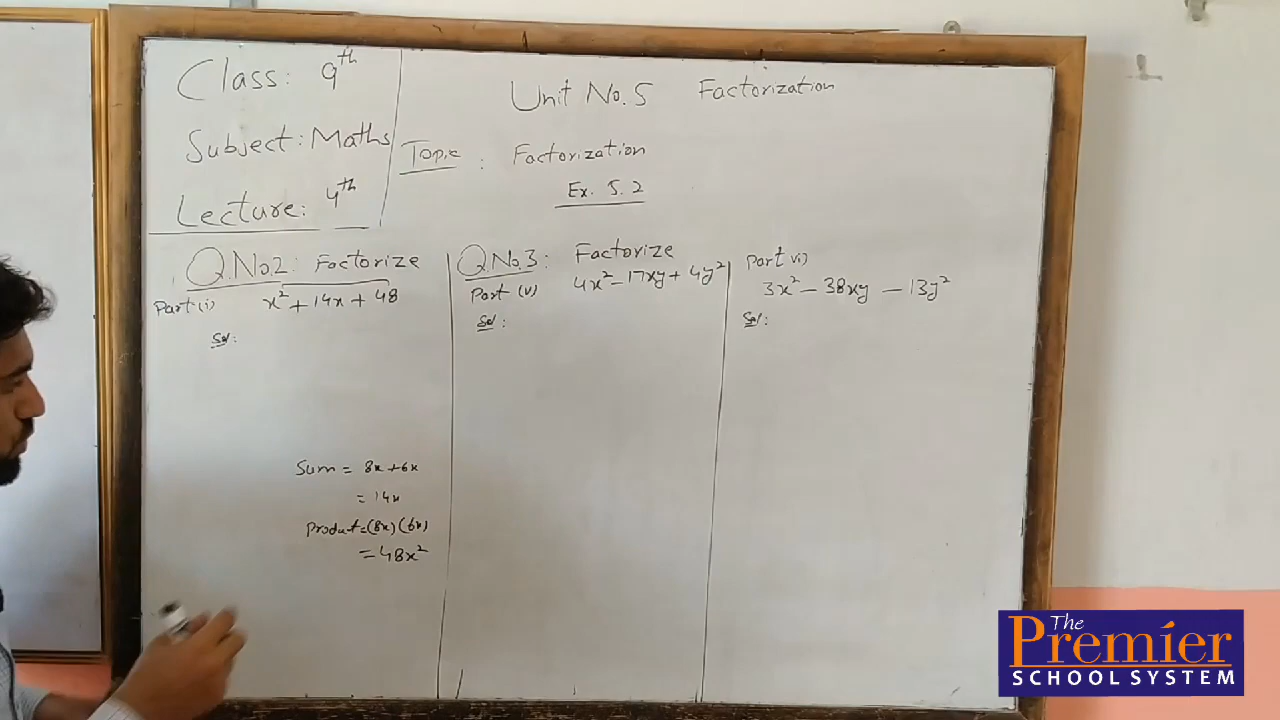 Class: 9th
Subject: Maths
Lecture: 4th
Unit No. 5 Factorization
Topic : Factorization
Ex. 5.2
Q.No.2: Factorize
Part (i) x² + 14x + 48
Sol:
Sum = 8x + 6x
= 14x
Product = (8x) (6x)
= 48x²
Q.No.3: Factorize
Part (v) 4x² - 17xy + 4y²
Sol:
Part vi)
3x² - 38xy - 13y²
Sol:
The
Premier
SCHOOL SYSTEM